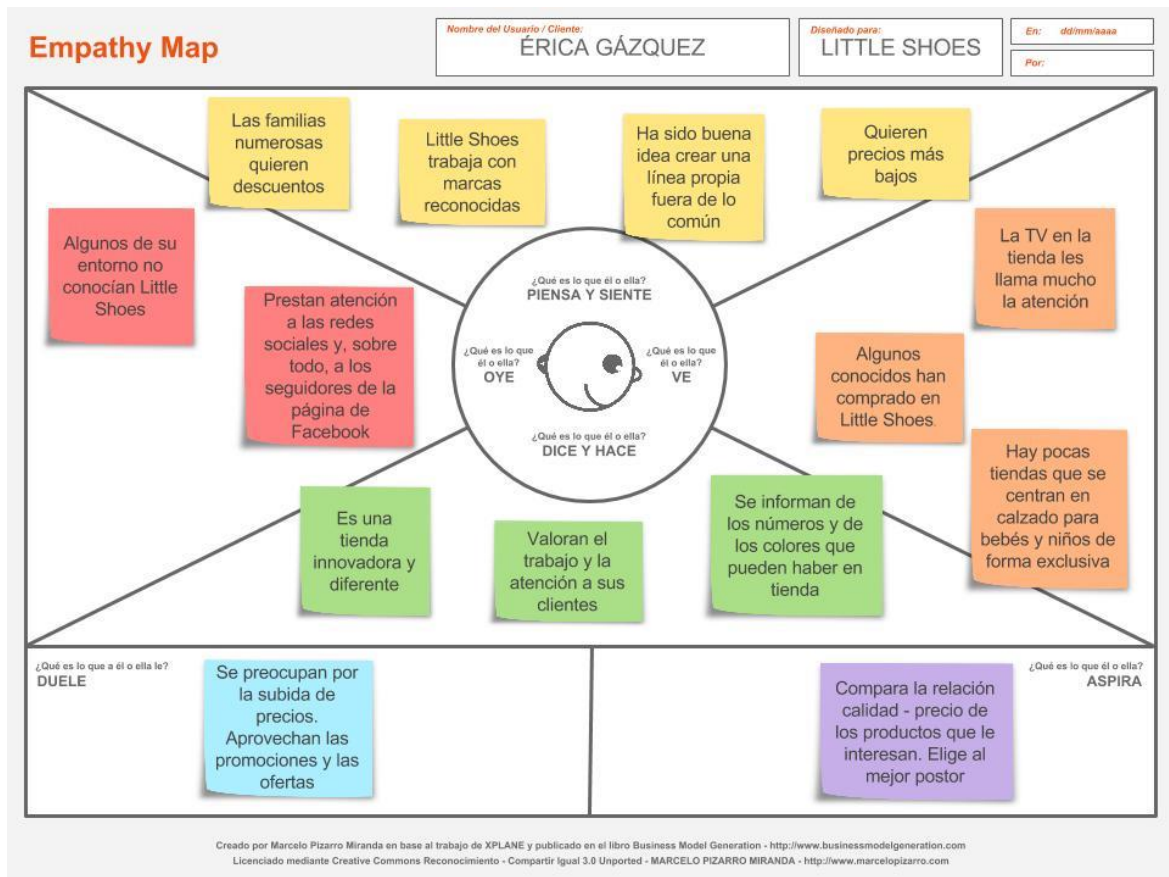 Empathy Map
Nombre del Usuario / Cliente:
ÉRICA GÁZQUEZ
Diseñado para:
LITTLE SHOES
En: dd/mm/aaaa
Por:
Las familias
numerosas
quieren
descuentos
Little Shoes
trabaja con
marcas
reconocidas
Ha sido buena
idea crear una
línea propia
fuera de lo
común
Quieren
precios más
bajos
Algunos de su
entorno no
conocían Little
Shoes
Prestan atención
a las redes
sociales y, sobre
todo, a los
seguidores de la
página de
Facebook
¿Qué es lo que él o ella?
PIENSA Y SIENTE
¿Qué es lo que
él o ella?
OYE
¿Qué es lo que
él o ella?
VE
¿Qué es lo que él o ella?
DICE Y HACE
La TV en la
tienda les
llama mucho
la atención
Algunos
conocidos han
comprado en
Little Shoes.
Hay pocas
tiendas que se
centran en
calzado para
bebés y niños de
forma exclusiva
Es una
tienda
innovadora y
diferente
Valoran el
trabajo y la
atención a sus
clientes
Se informan de
los números y de
los colores que
pueden haber en
tienda
¿Qué es lo que a él o ella le?
DUELE
Se preocupan por
la subida de
precios.
Aprovechan las
promociones y las
ofertas
¿Qué es lo que él o ella?
ASPIRA
Compara la relación
calidad - precio de
los productos que le
interesan. Elige al
mejor postor
Creado por Marcelo Pizarro Miranda en base al trabajo de XPLANE y publicado en el libro Business Model Generation - http://www.businessmodelgeneration.com
Licenciado mediante Creative Commons Reconocimiento - Compartir Igual 3.0 Unported - MARCELO PIZARRO MIRANDA - http://www.marcelopizarro.com